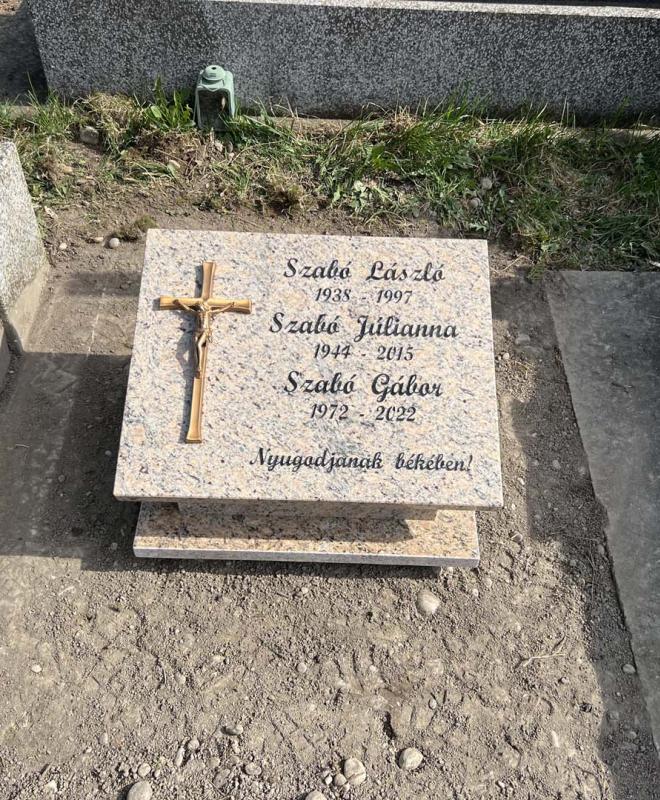 Szabó László
1938 - 1997
Szabó Júlianna
1944 - 2015
Szabó Gábor
1972 - 2022
Nyugodjanak békében!